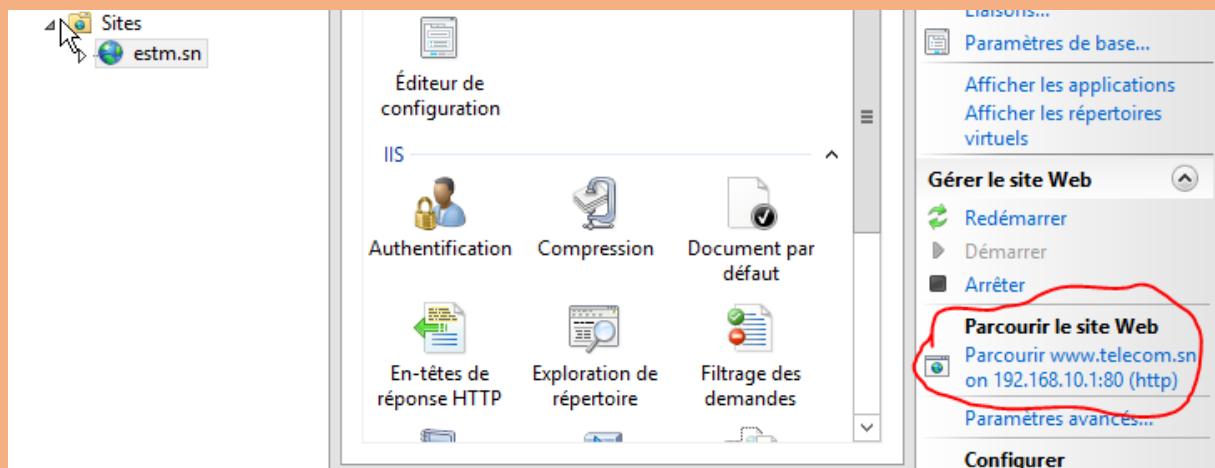 Sites
estm.sn
Éditeur de
configuration
IIS
Authentification
Compression
Document par
défaut
En-têtes de
réponse HTTP
Exploration de
répertoire
Filtrage des
demandes
Liaisons...
Paramètres de base...
Afficher les applications
Afficher les répertoires
virtuels
Gérer le site Web
Redémarrer
Démarrer
Arrêter
Parcourir le site Web
Parcourir www.telecom.sn
on 192.168.10.1:80 (http)
Paramètres avancés...
Configurer